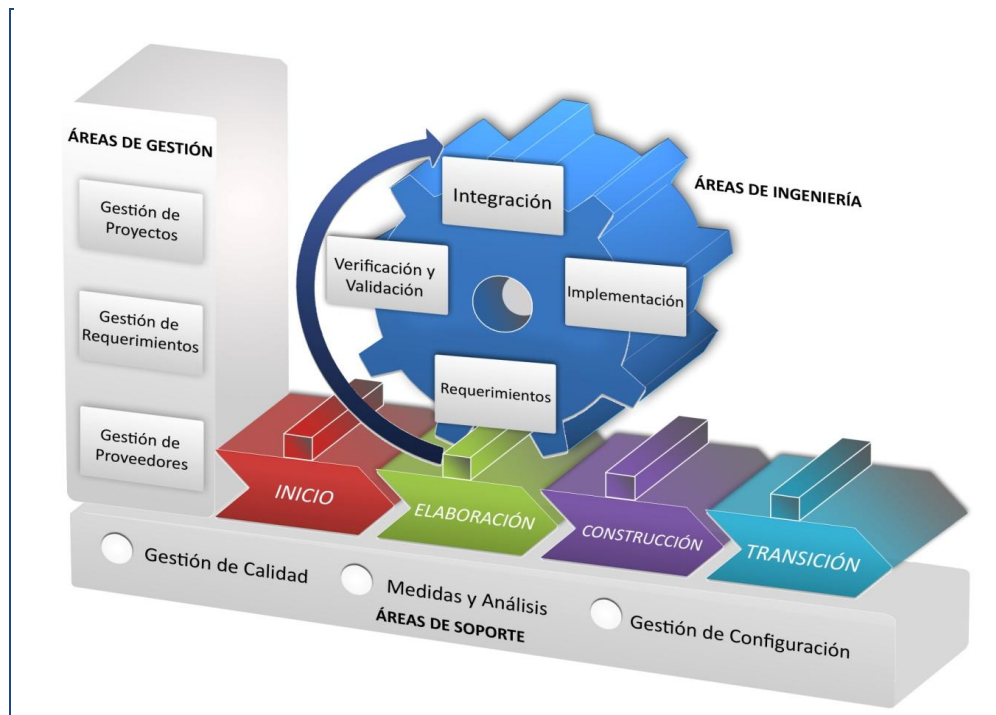 ÁREAS DE GESTIÓN
Gestión de
Proyectos
Gestión de
Requerimientos
Gestión de
Proveedores
Integración
ÁREAS DE INGENIERÍA
Verificación y
Validación
Implementación
Requerimientos
INICIO
ELABORACIÓN
CONSTRUCCIÓN
TRANSICIÓN
Gestión de Calidad
Medidas y Análisis
Gestión de Configuración
ÁREAS DE SOPORTE